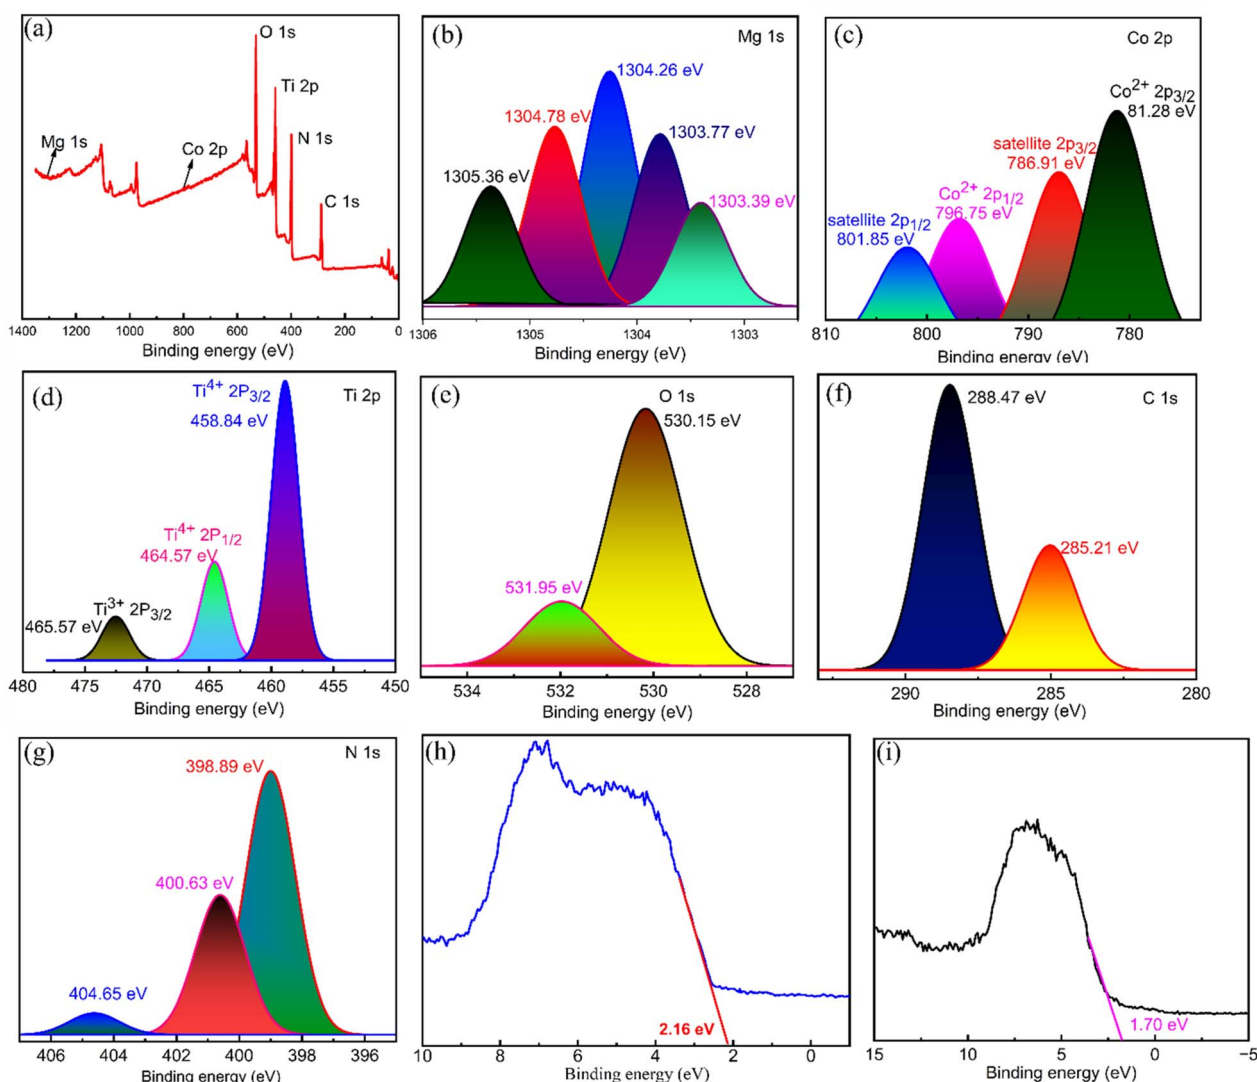 (a)
O 1s
Ti 2p
N 1s
Mg 1s
Co 2p
C 1s
1400 1200 1000 800 600 400 200 0
Binding energy (eV)
(b)
Mg 1s
1304.26 eV
1304.78 eV
1303.77 eV
1305.36 eV
1303.39 eV
1306 1305 1304 1303
Binding energy (eV)
(c)
Co 2p
Co2+ 2p3/2
81.28 eV
satellite 2p3/2
786.91 eV
Co2+ 2p1/2
796.75 eV
satellite 2p1/2
801.85 eV
810 800 790 780
Binding energy (eV)
(d)
Ti4+ 2P3/2
Ti 2p
458.84 eV
Ti4+ 2P1/2
464.57 eV
Ti3+ 2P3/2
465.57 eV
480 475 470 465 460 455 450
Binding energy (eV)
(e)
O 1s
530.15 eV
531.95 eV
534 532 530 528
Binding energy (eV)
(f)
288.47 eV
C 1s
285.21 eV
290 285 280
Binding energy (eV)
(g)
N 1s
398.89 eV
400.63 eV
404.65 eV
406 404 402 400 398 396
Binding energy (eV)
(h)
2.16 eV
10 8 6 4 2 0
Binding energy (eV)
(i)
1.70 eV
15 10 5 0 −5
Binding energy (eV)